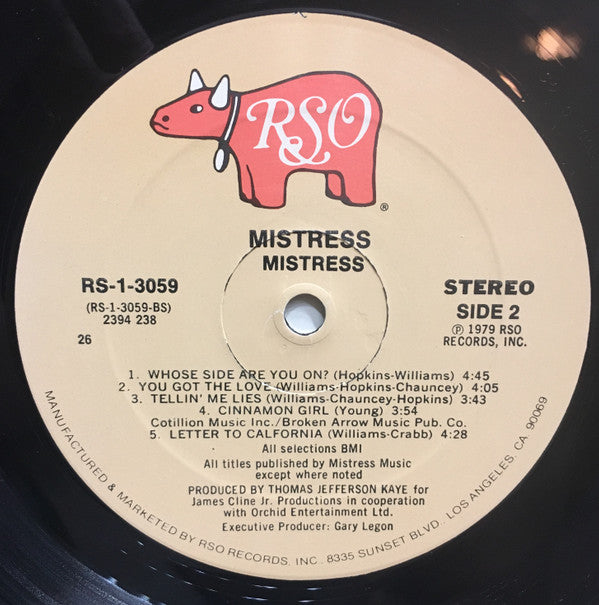 RSO
®
MISTRESS
MISTRESS
RS-1-3059
(RS-1-3059-BS)
2394 238
26
STEREO
SIDE 2
℗ 1979 RSO
RECORDS, INC.
1. WHOSE SIDE ARE YOU ON? (Hopkins-Williams) 4:45
2. YOU GOT THE LOVE (Williams-Hopkins-Chauncey) 4:05
3. TELLIN' ME LIES (Williams-Chauncey-Hopkins) 3:43
4. CINNAMON GIRL (Young) 3:54
Cotillion Music Inc./Broken Arrow Music Pub. Co.
5. LETTER TO CALFORNIA (Williams-Crabb) 4:28
All selections BMI
All titles published by Mistress Music
except where noted
PRODUCED BY THOMAS JEFFERSON KAYE for
James Cline Jr. Productions in cooperation
with Orchid Entertainment Ltd.
Executive Producer: Gary Legon
MANUFACTURED & MARKETED BY RSO RECORDS, INC. 8335 SUNSET BLVD. LOS ANGELES, CA. 90069